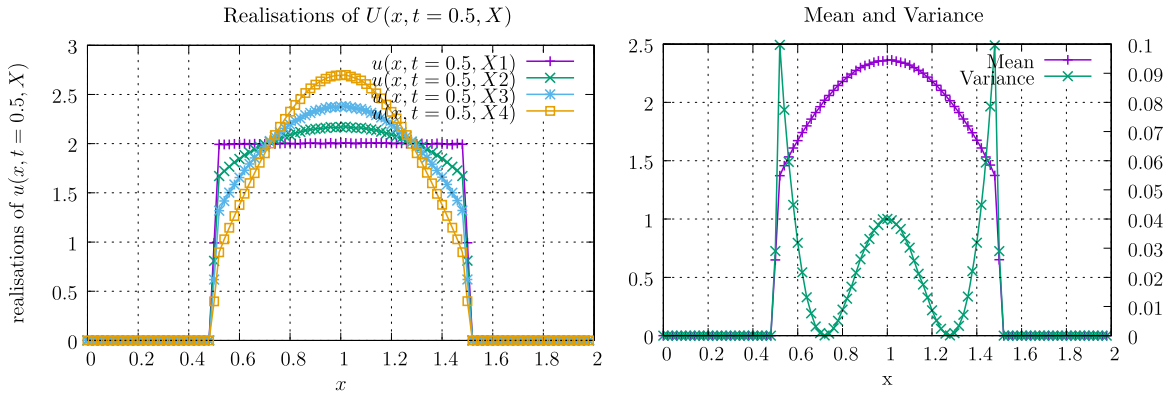 Realisations of U(x, t = 0.5, X)
realisations of u(x, t = 0.5, X)
3
2.5
2
1.5
1
0.5
0
u(x, t = 0.5, X1)
u(x, t = 0.5, X2)
u(x, t = 0.5, X3)
u(x, t = 0.5, X4)
0 0.2 0.4 0.6 0.8 1 1.2 1.4 1.6 1.8 2
x
Mean and Variance
2.5
2
1.5
1
0.5
0
Mean
Variance
0.1
0.09
0.08
0.07
0.06
0.05
0.04
0.03
0.02
0.01
0
0 0.2 0.4 0.6 0.8 1 1.2 1.4 1.6 1.8 2
x